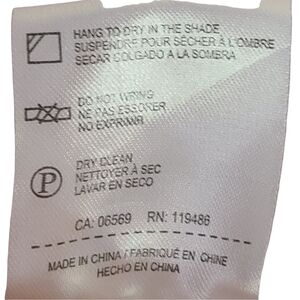 HANG TO DRY IN THE SHADE
SUSPENDRE POUR SÉCHER À L'OMBRE
SECAR COLGADO A LA SOMBRA
DO NOT WRING
NE PAS ESSORER
NO EXPRIMIR
P
DRY CLEAN
NETTOYER À SEC
LAVAR EN SECO
CA: 06569 RN: 119486
MADE IN CHINA / FABRIQUÉ EN CHINE
HECHO EN CHINA